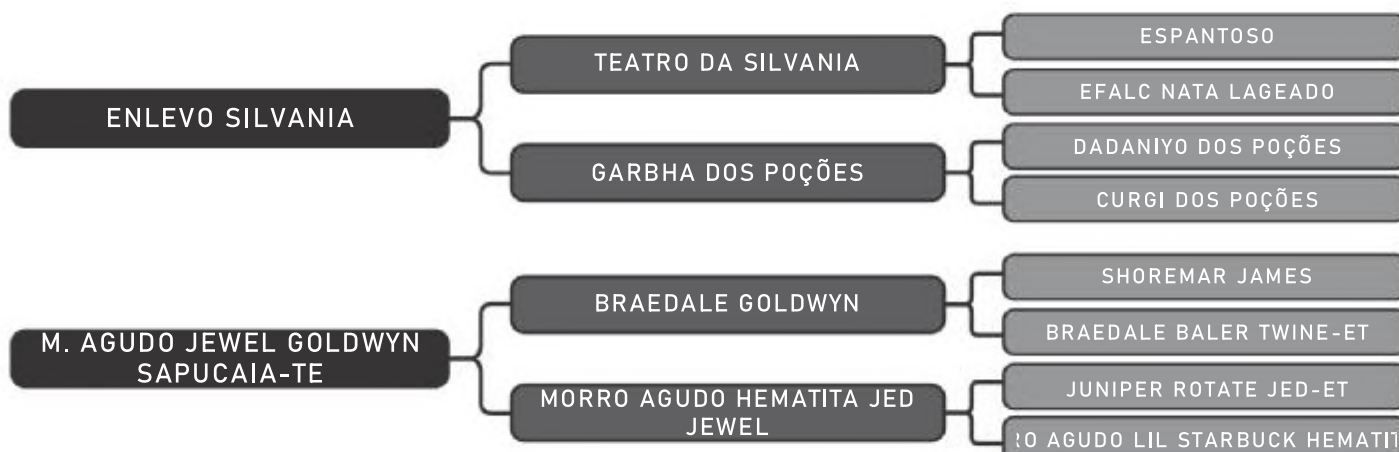 ENLEVO SILVANIA
TEATRO DA SILVANIA
ESPANTOSO
EFALC NATA LAGEADO
GARBHA DOS POÇÕES
DADANIYO DOS POÇÕES
CURGI DOS POÇÕES
M. AGUDO JEWEL GOLDWYN
SAPUCAIA-TE
BRAEDALE GOLDWYN
SHOREMAR JAMES
BRAEDALE BALER TWINE-ET
MORRO AGUDO HEMATITA JED
JEWEL
JUNIPER ROTATE JED-ET
AGUDO LIL STARBUCK